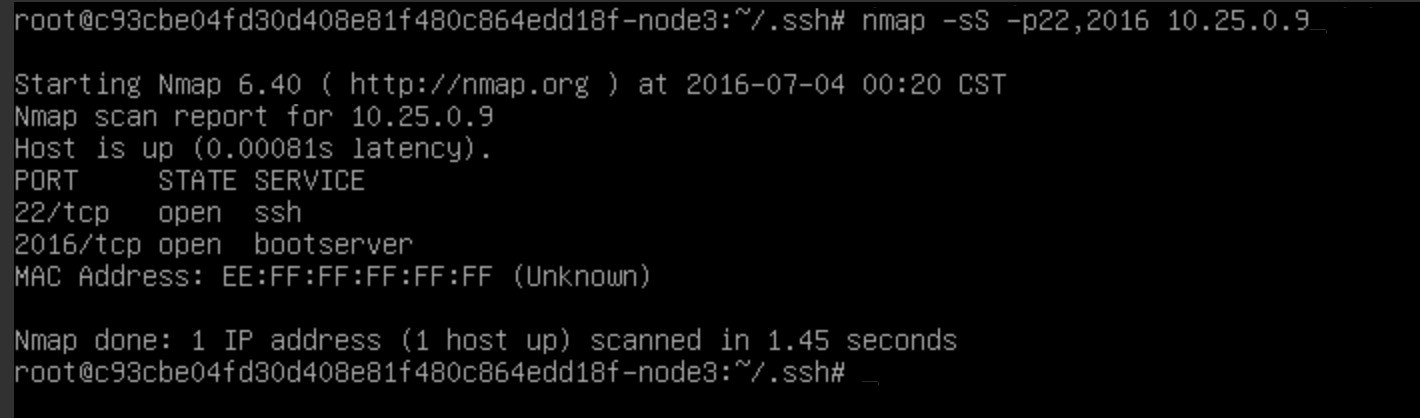 root@c93cbe04fd30d408e81f480c864edd18f-node3:~/.ssh# nmap -sS -p22,2016 10.25.0.9_
Starting Nmap 6.40 ( http://nmap.org ) at 2016-07-04 00:20 CST
Nmap scan report for 10.25.0.9
Host is up (0.00081s latency).
PORT     STATE SERVICE
22/tcp   open  ssh
2016/tcp open  bootserver
MAC Address: EE:FF:FF:FF:FF:FF (Unknown)
Nmap done: 1 IP address (1 host up) scanned in 1.45 seconds
root@c93cbe04fd30d408e81f480c864edd18f-node3:~/.ssh# _